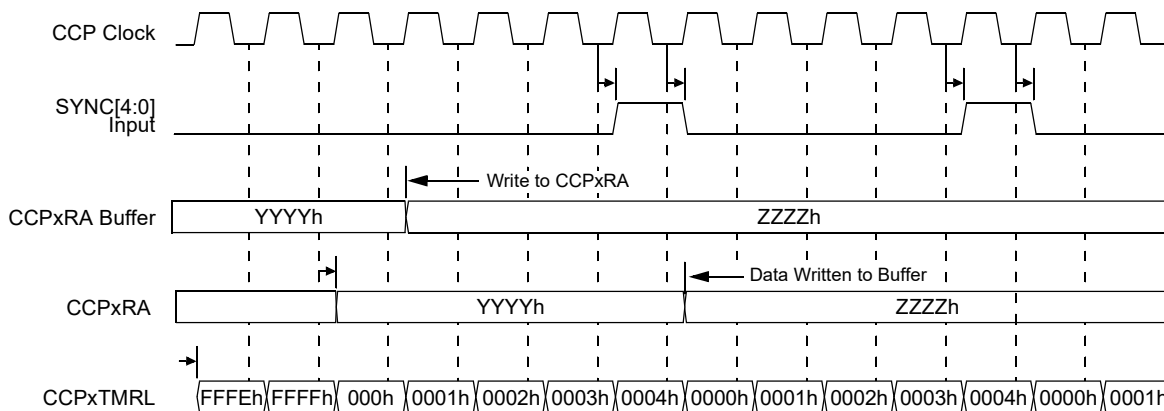 CCP Clock
SYNC[4:0]
Input
Write to CCPxRA
CCPxRA Buffer YYYYh ZZZZh
Data Written to Buffer
CCPxRA YYYYh ZZZZh
CCPxTMRL FFFEh FFFFh 000h 0001h 0002h 0003h 0004h 0000h 0001h 0002h 0003h 0004h 0000h 0001h